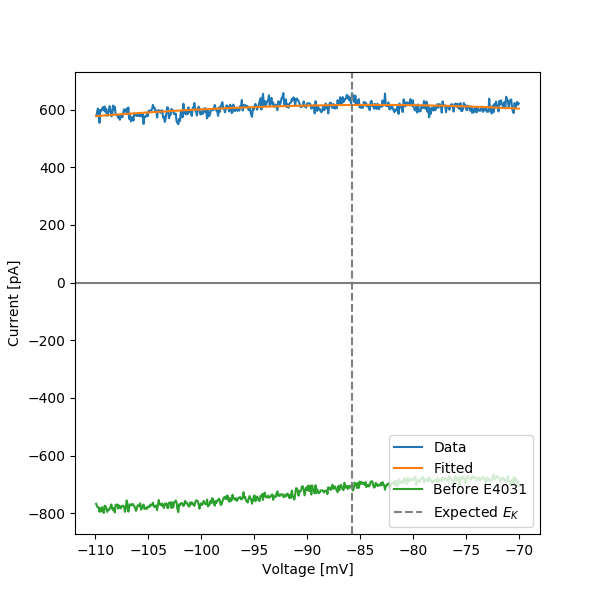 600
400
200
0
−200
−400
−600
−800
Current [pA]
Data
Fitted
Before E4031
Expected E_K
−110 −105 −100 −95 −90 −85 −80 −75 −70
Voltage [mV]